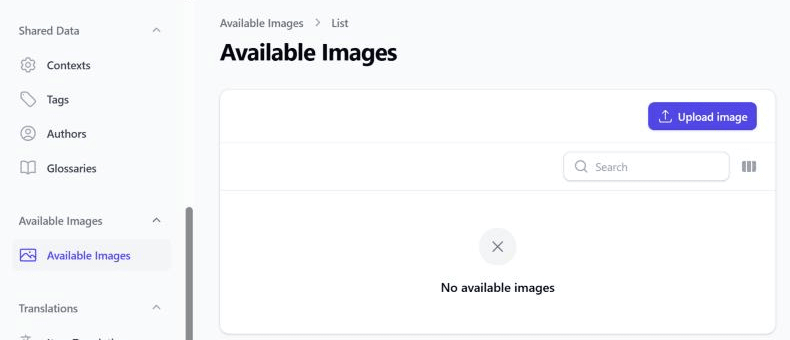 Shared Data
Contexts
Tags
Authors
Glossaries
Available Images
Available Images
Translations
Available Images > List
Available Images
Upload image
Search
No available images